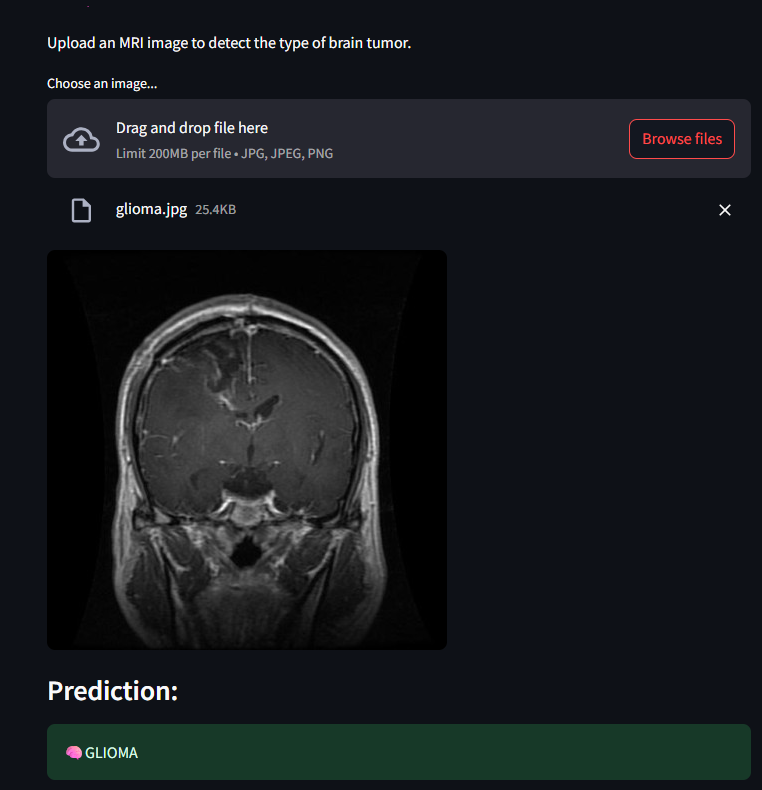 Upload an MRI image to detect the type of brain tumor.
Choose an image...
Drag and drop file here
Limit 200MB per file • JPG, JPEG, PNG
Browse files
glioma.jpg 25.4KB
Prediction:
🧠 GLIOMA